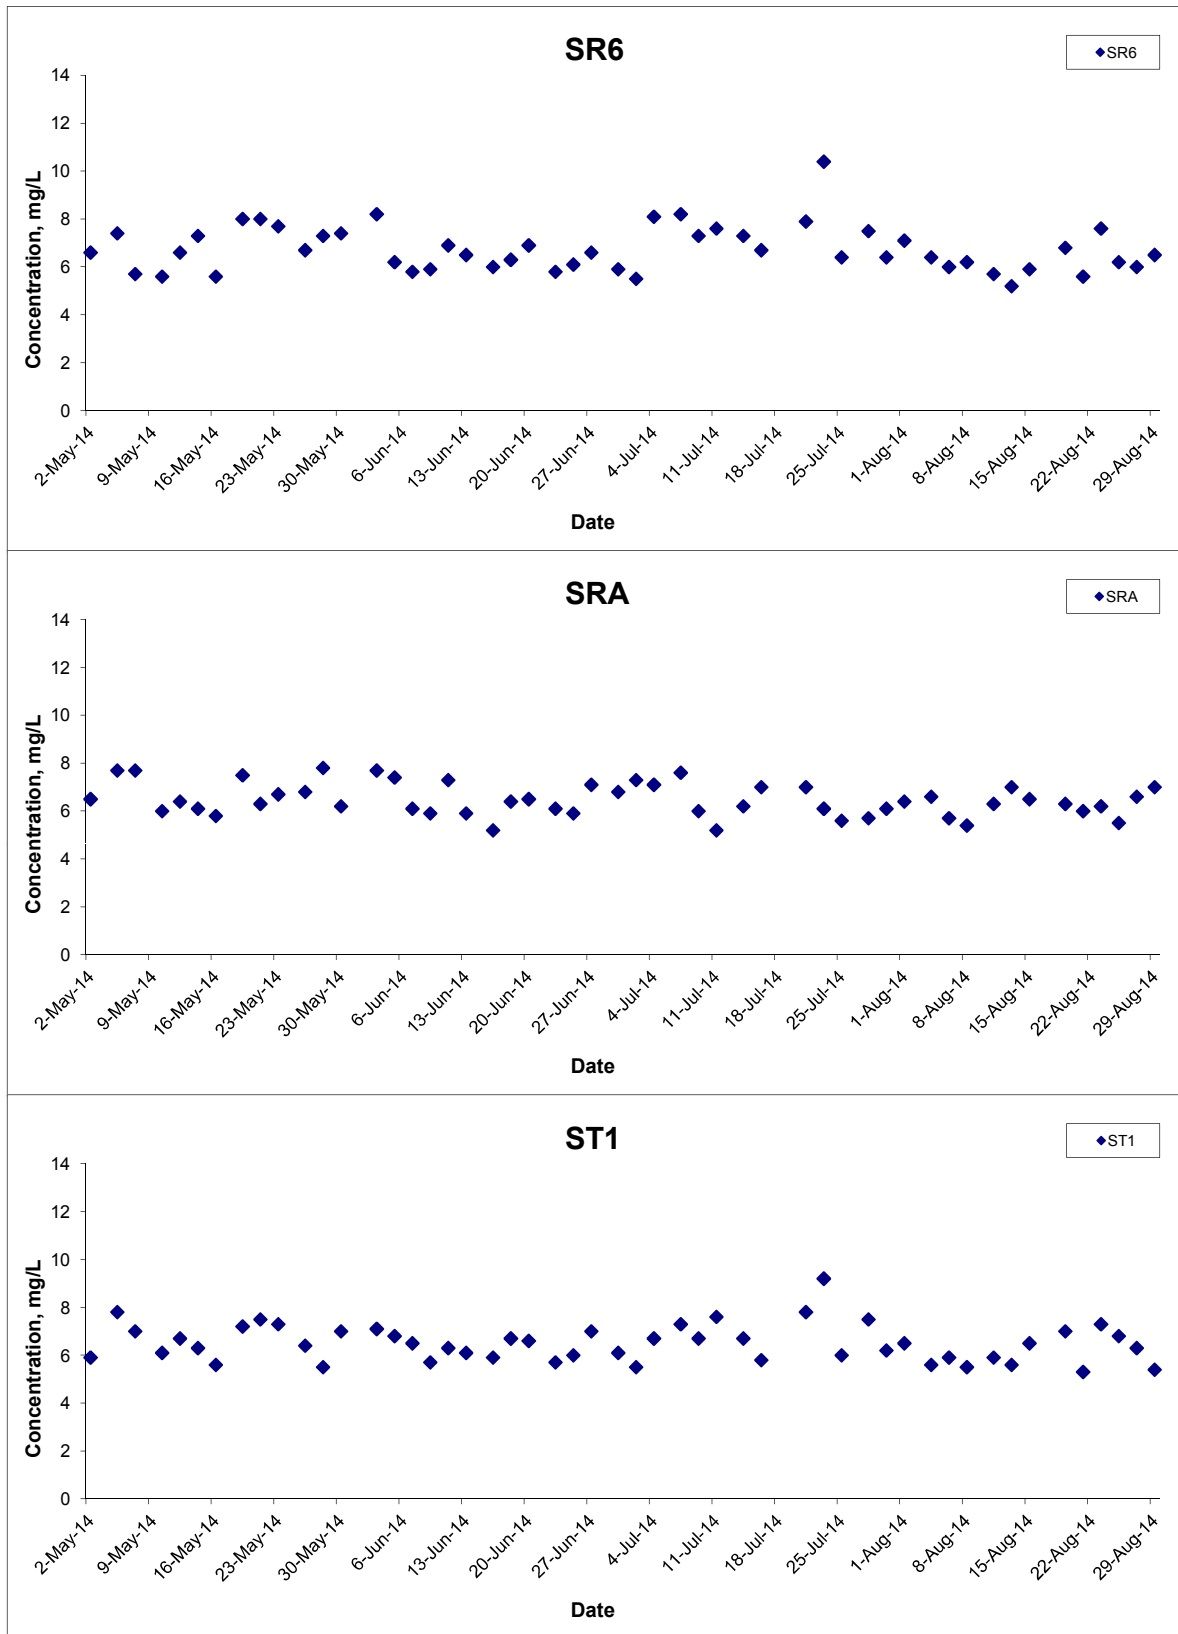 SR6
SR6
14
12
10
8
6
4
2
0
Concentration, mg/L
2-May-14
9-May-14
16-May-14
23-May-14
30-May-14
6-Jun-14
13-Jun-14
20-Jun-14
27-Jun-14
4-Jul-14
11-Jul-14
18-Jul-14
25-Jul-14
1-Aug-14
8-Aug-14
15-Aug-14
22-Aug-14
29-Aug-14
Date
SRA
SRA
14
12
10
8
6
4
2
0
Concentration, mg/L
2-May-14
9-May-14
16-May-14
23-May-14
30-May-14
6-Jun-14
13-Jun-14
20-Jun-14
27-Jun-14
4-Jul-14
11-Jul-14
18-Jul-14
25-Jul-14
1-Aug-14
8-Aug-14
15-Aug-14
22-Aug-14
29-Aug-14
Date
ST1
ST1
14
12
10
8
6
4
2
0
Concentration, mg/L
2-May-14
9-May-14
16-May-14
23-May-14
30-May-14
6-Jun-14
13-Jun-14
20-Jun-14
27-Jun-14
4-Jul-14
11-Jul-14
18-Jul-14
25-Jul-14
1-Aug-14
8-Aug-14
15-Aug-14
22-Aug-14
29-Aug-14
Date